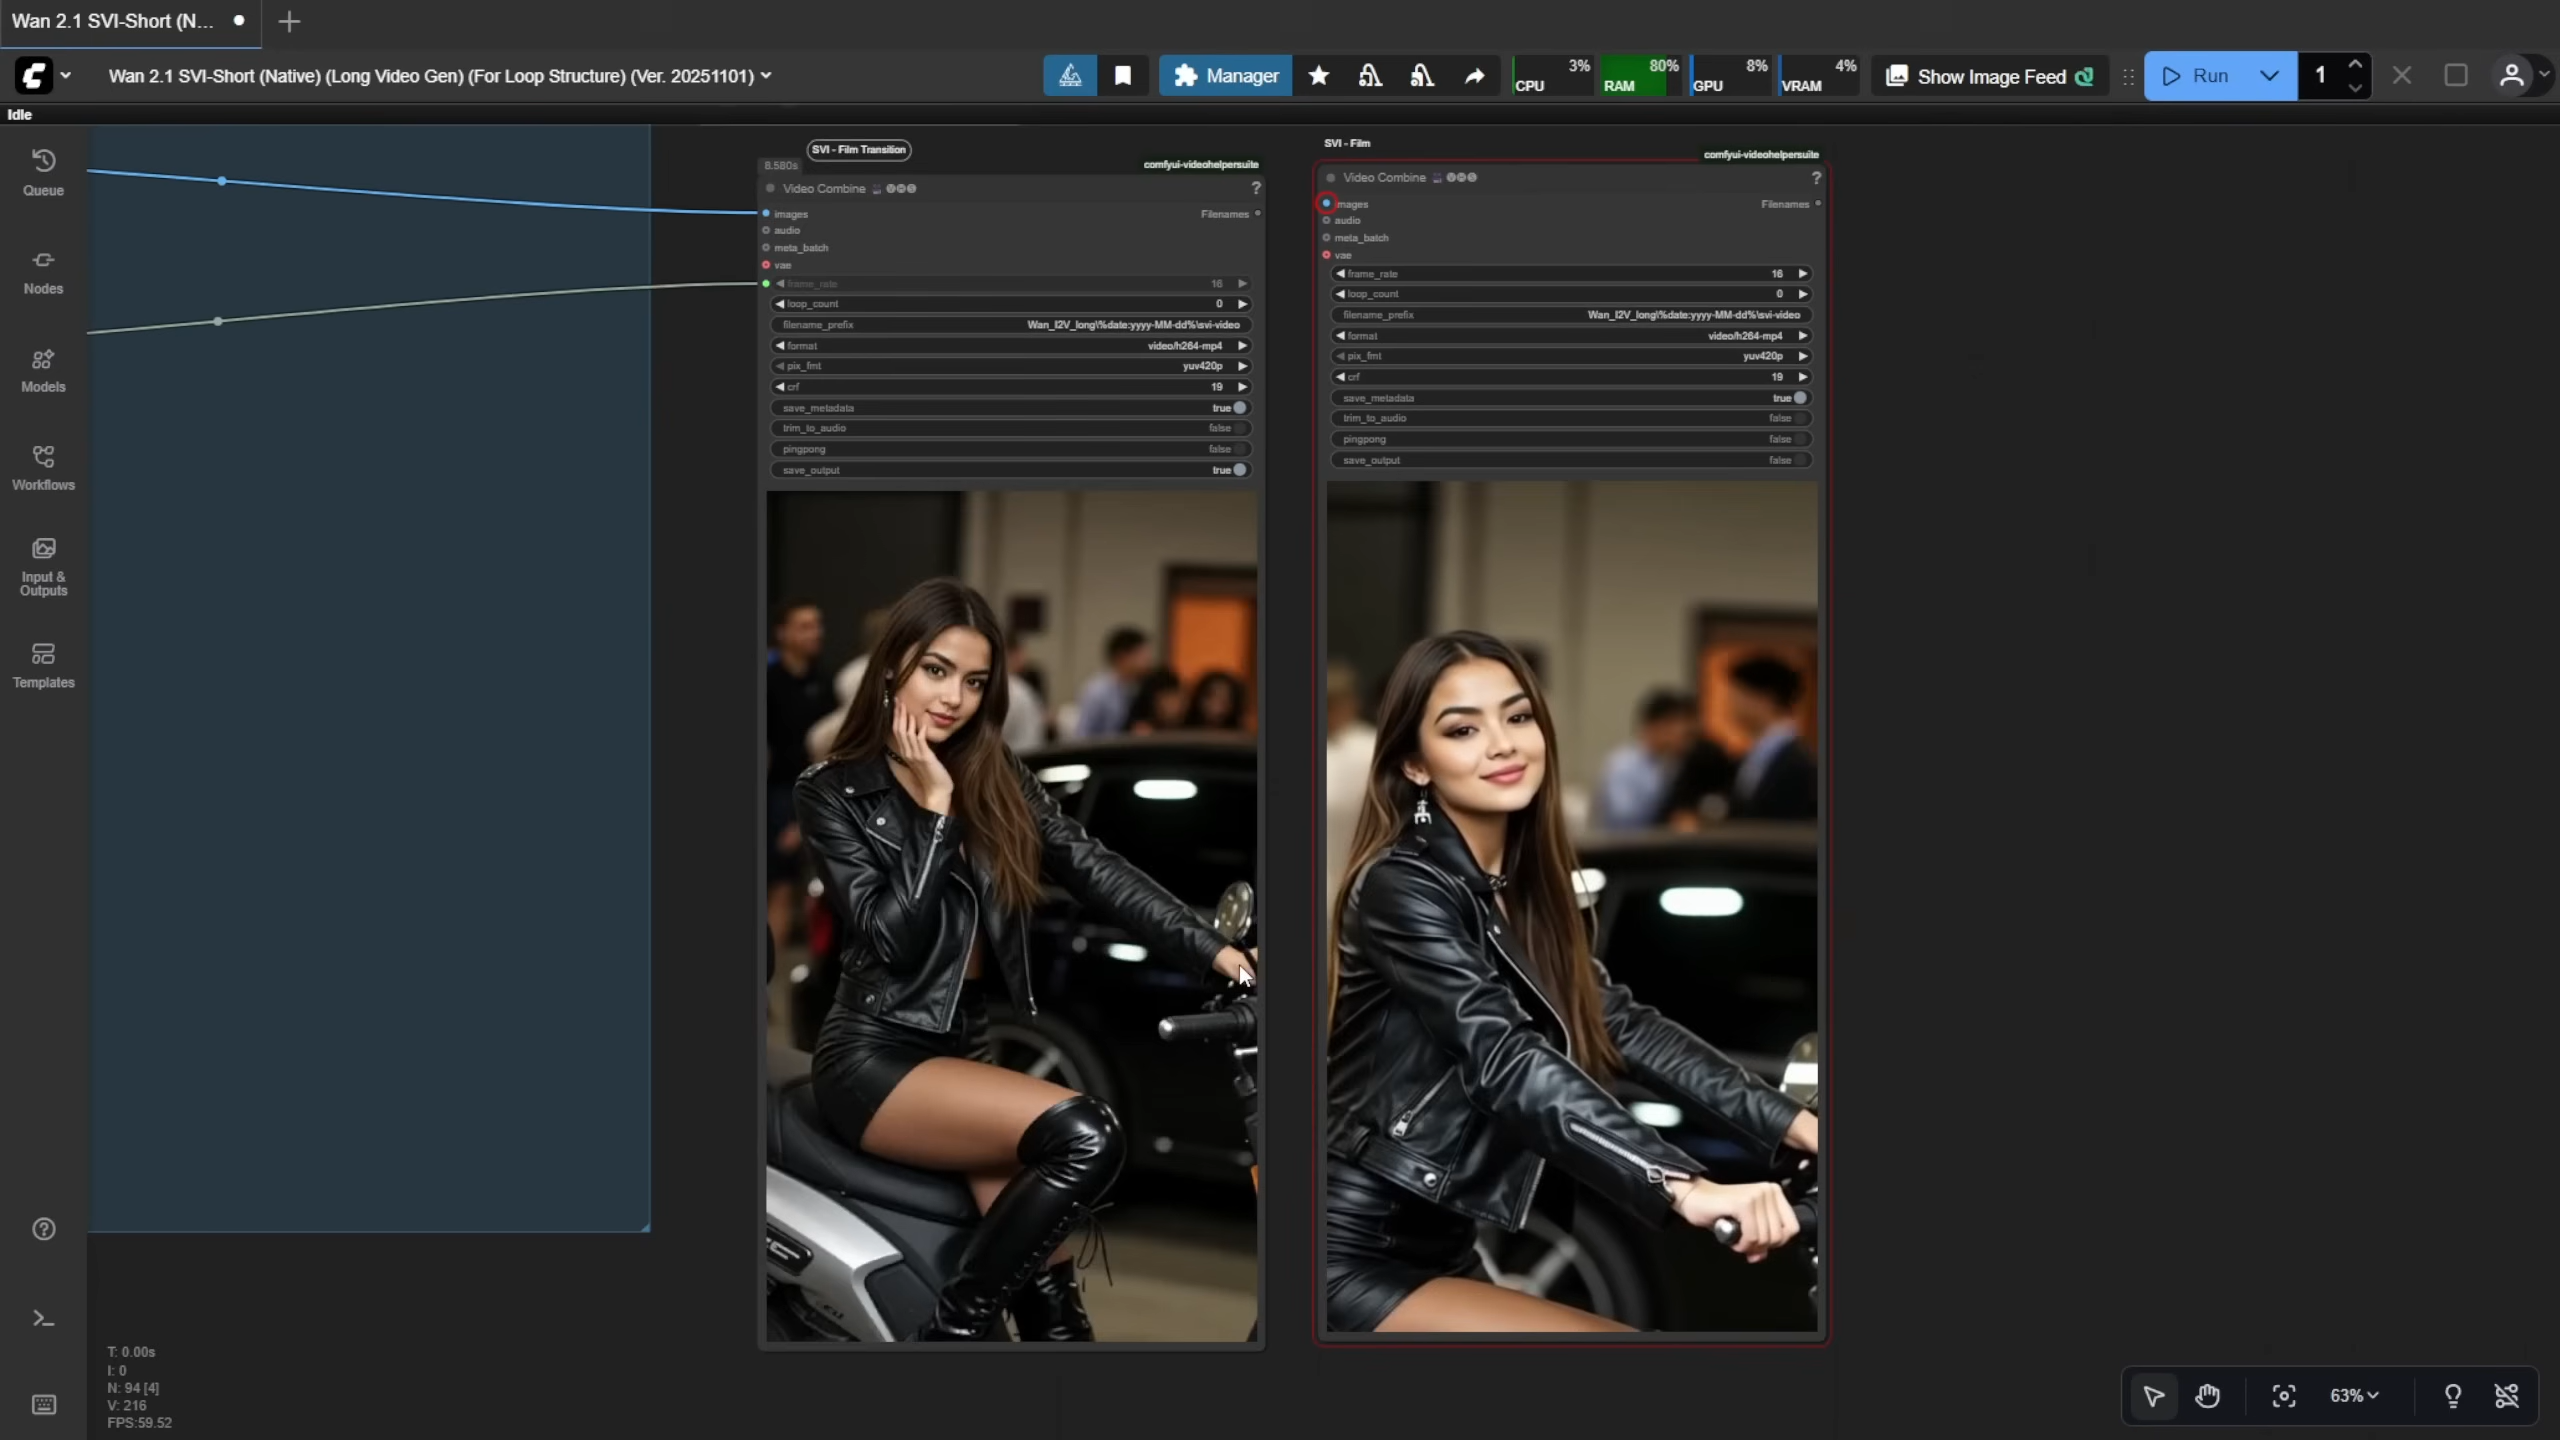 Wan 2.1 SVI-Short (N...
Wan 2.1 SVI-Short (Native) (Long Video Gen) (For Loop Structure) (Ver. 20251101)
Manager
CPU 3%
RAM 80%
GPU 8%
VRAM 4%
Show Image Feed
Run
1
Idle
Queue
Nodes
Models
Workflows
Input & Outputs
Templates
SVI - Film Transition
8.580s
comfyui-videohelpersuite
Video Combine
?
images
Filenames
audio
meta_batch
vae
frame_rate 16
loop_count 0
filename_prefix Wan_I2V_long\%date:yyyy-MM-dd%\svi-video
format video/h264-mp4
pix_fmt yuv420p
crf 19
save_metadata true
trim_to_audio false
pingpong false
save_output true
SVI - Film
comfyui-videohelpersuite
Video Combine
?
images
Filenames
audio
meta_batch
vae
frame_rate 16
loop_count 0
filename_prefix Wan_I2V_long\%date:yyyy-MM-dd%\svi-video
format video/h264-mp4
pix_fmt yuv420p
crf 19
save_metadata true
trim_to_audio false
pingpong false
save_output false
T: 0.00s
I: 0
N: 94 [4]
V: 216
FPS:59.52
63%